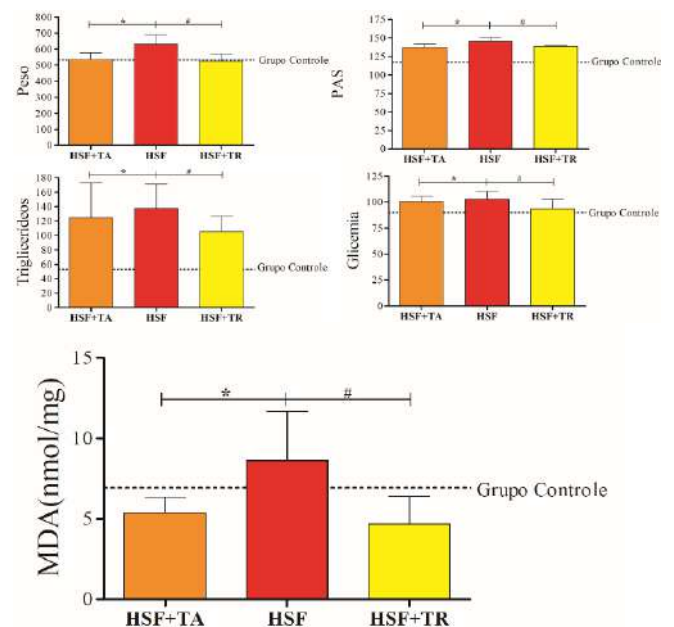 Peso
800
700
600
500
400
300
200
100
0
*
#
Grupo Controle
HSF+TA
HSF
HSF+TR
PAS
175
150
125
100
75
50
25
0
*
#
Grupo Controle
HSF+TA
HSF
HSF+TR
Triglicerídeos
180
160
140
120
100
80
60
40
20
0
*
#
Grupo Controle
HSF+TA
HSF
HSF+TR
Glicemia
125
100
75
50
25
0
*
#
Grupo Controle
HSF+TA
HSF
HSF+TR
MDA(nmol/mg)
15
10
5
0
*
#
Grupo Controle
HSF+TA
HSF
HSF+TR